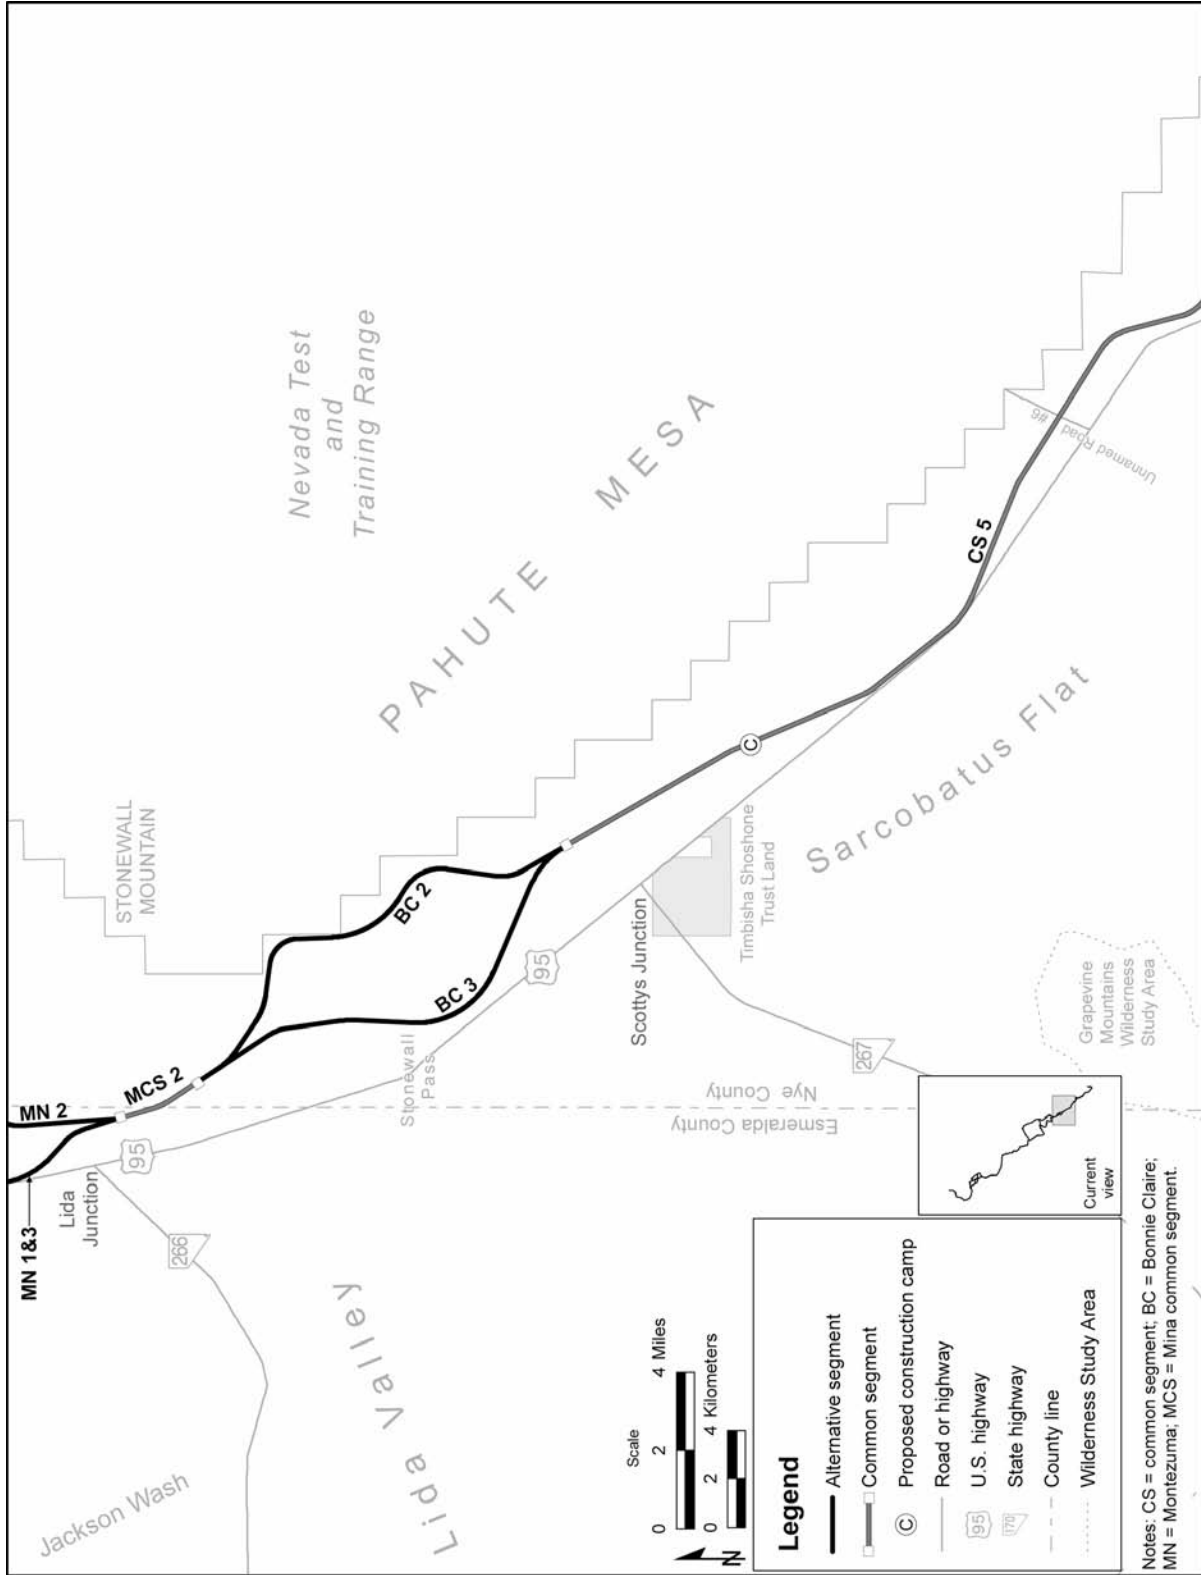 MN 1&3
MN 2
Lida
Junction
95
266
MCS 2
STONEWALL
MOUNTAIN
Nevada Test
and
Training Range
Jackson Wash
Lida Valley
BC 2
BC 3
Stonewall
Pass
95
PAHUTE MESA
Esmeralda County
Nye County
Scottys Junction
267
Timbisha Shoshone
Trust Land
C
Sarcobatus Flat
CS 5
Unnamed Road #6
Grapevine
Mountains
Wilderness
Study Area
Scale
0 2 4 Miles
0 2 4 Kilometers
N
Legend
Alternative segment
Common segment
C Proposed construction camp
Road or highway
95 U.S. highway
170 State highway
County line
Wilderness Study Area
Current
view
Notes: CS = common segment; BC = Bonnie Claire;
MN = Montezuma; MCS = Mina common segment.